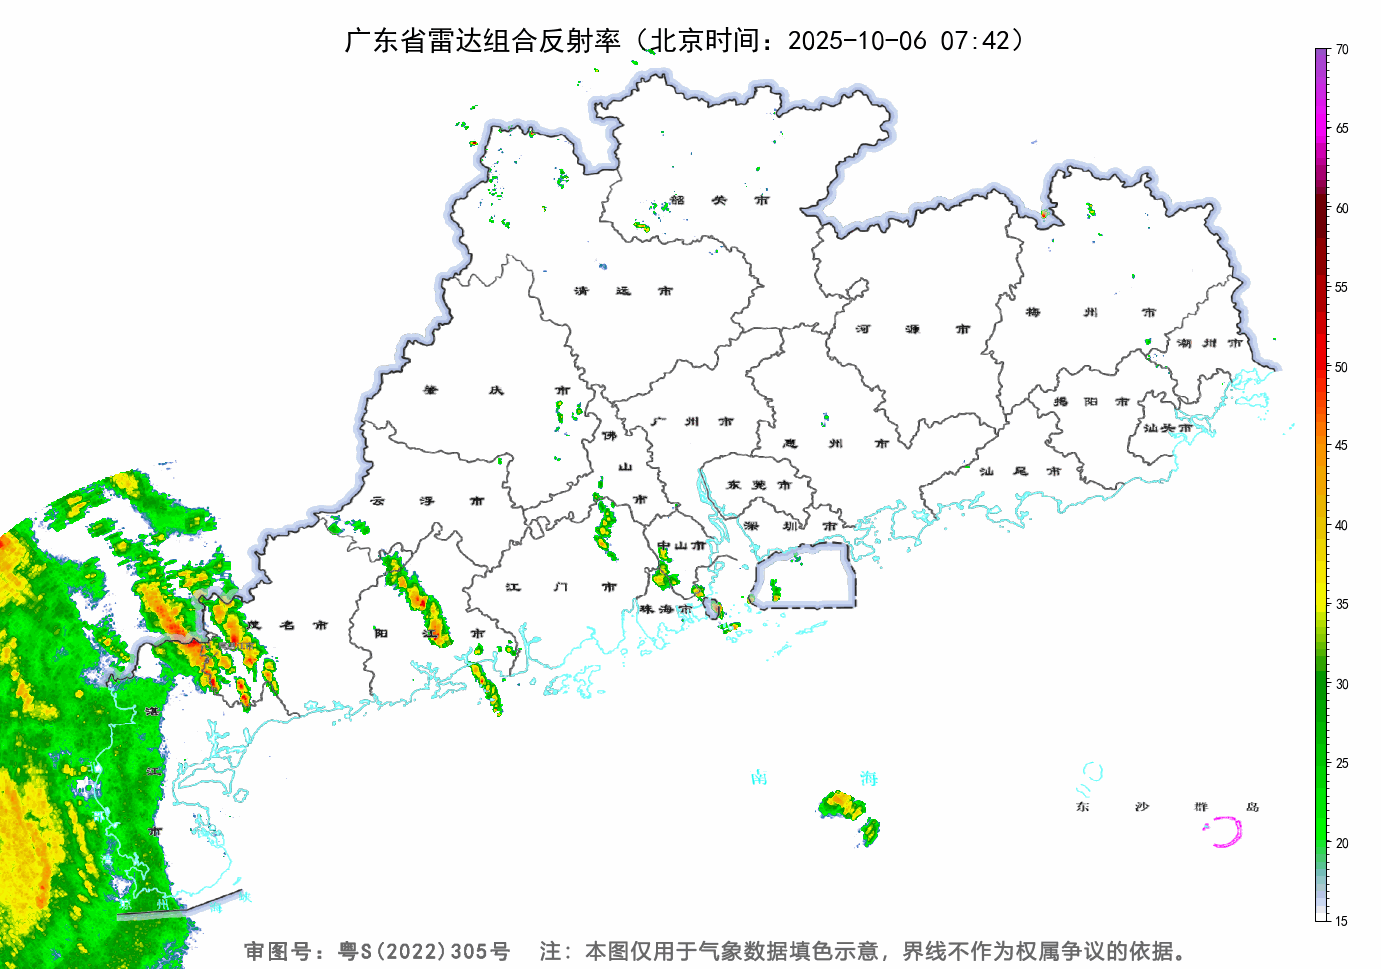 广东省雷达组合反射率（北京时间：2025-10-06 07:42）
70
65
60
55
50
45
40
35
30
25
20
15
韶关市
清远市
河源市
梅州市
潮州市
肇庆市
广州市
佛山市
惠州市
揭阳市
汕头市
汕尾市
云浮市
东莞市
深圳市
中山市
江门市
珠海市
茂名市
阳江市
湛江市
南海
东沙群岛
州
海
峡
审图号：粤S(2022)305号 注：本图仅用于气象数据填色示意，界线不作为权属争议的依据。